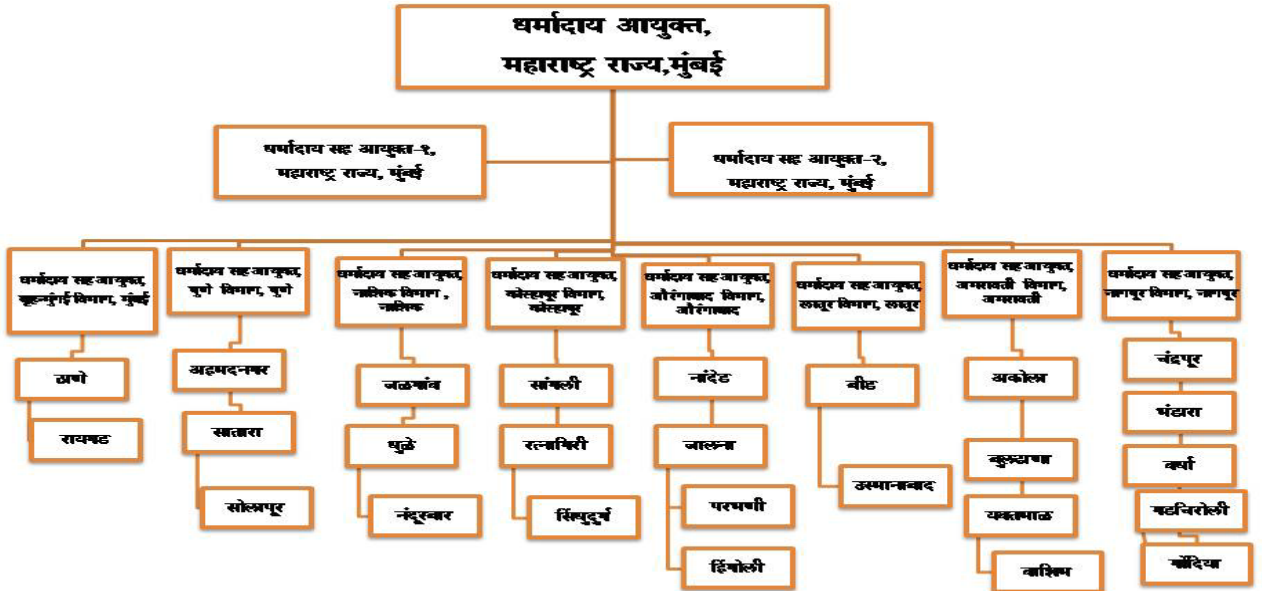 धर्मादाय आयुक्त,
महाराष्ट्र राज्य,मुंबई
धर्मादाय सह आयुक्त-१,
महाराष्ट्र राज्य, मुंबई
धर्मादाय सह आयुक्त-२,
महाराष्ट्र राज्य, मुंबई
धर्मादाय सह आयुक्त,
बृहन्मुंबई विभाग, मुंबई
ठाणे
रायगड
धर्मादाय सह आयुक्त,
पुणे विभाग, पुणे
अहमदनगर
सातारा
सोलापूर
धर्मादाय सह आयुक्त,
नाशिक विभाग ,
नाशिक
जळगांव
धुळे
नंदूरबार
धर्मादाय सह आयुक्त,
कोल्हापूर विभाग,
कोल्हापूर
सांगली
रत्नागिरी
सिंधुदुर्ग
धर्मादाय सह आयुक्त,
औरंगाबाद विभाग,
औरंगाबाद
नांदेड
जालना
परभणी
हिंगोली
धर्मादाय सह आयुक्त,
लातूर विभाग, लातूर
बीड
उस्मानाबाद
धर्मादाय सह आयुक्त,
अमरावती विभाग,
अमरावती
अकोला
बुलढाणा
यवतमाळ
वाशिम
धर्मादाय सह आयुक्त,
नागपूर विभाग, नागपूर
चंद्रपूर
भंडारा
वर्धा
गडचिरोली
गोंदिया